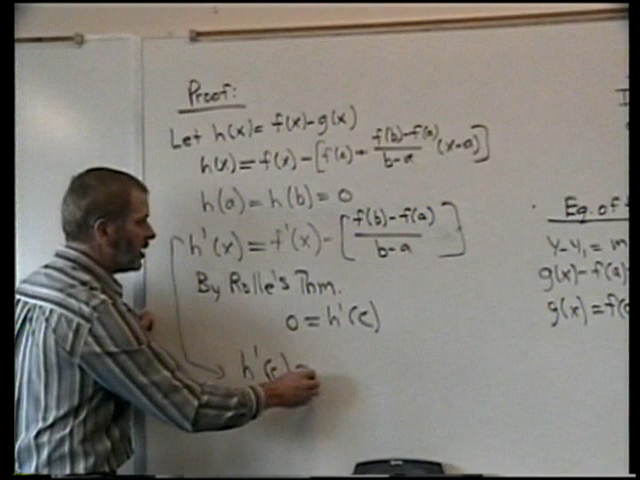 Proof:
Let h(x) = f(x) - g(x)
h(x) = f(x) - [f(a) + f(b)-f(a)/b-a (x-a)]
h(a) = h(b) = 0
h'(x) = f'(x) - [f(b)-f(a)/b-a]
By Rolle's Thm.
0 = h'(c)
h'(c) =
Eq. of
y-y₁ = m
g(x)-f(a)
g(x) = f(a)